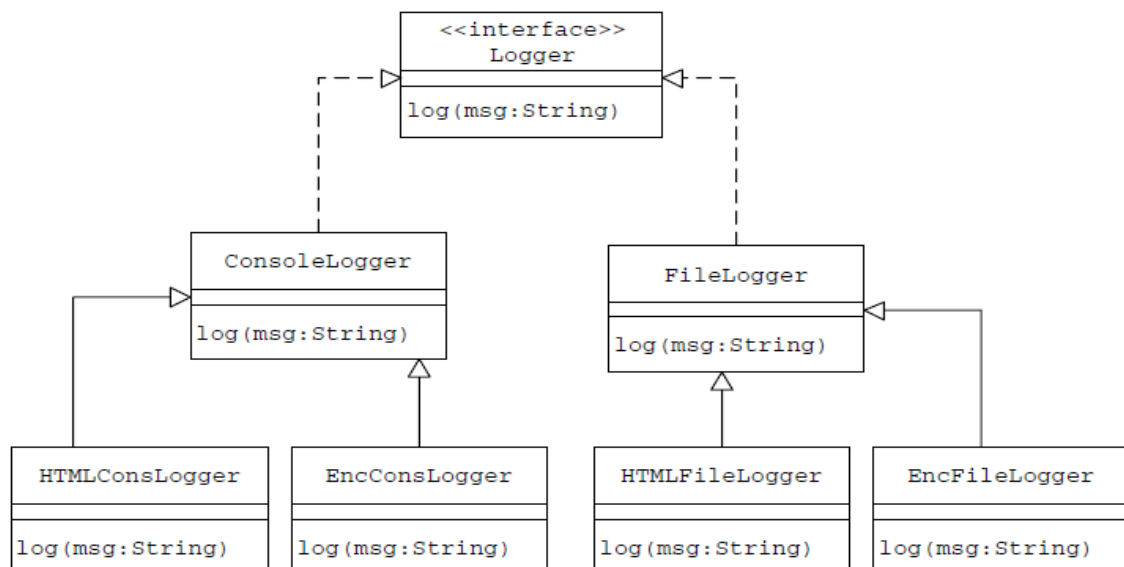 <<interface>>
Logger
log(msg:String)
ConsoleLogger
log(msg:String)
FileLogger
log(msg:String)
HTMLConsLogger
log(msg:String)
EncConsLogger
log(msg:String)
HTMLFileLogger
log(msg:String)
EncFileLogger
log(msg:String)